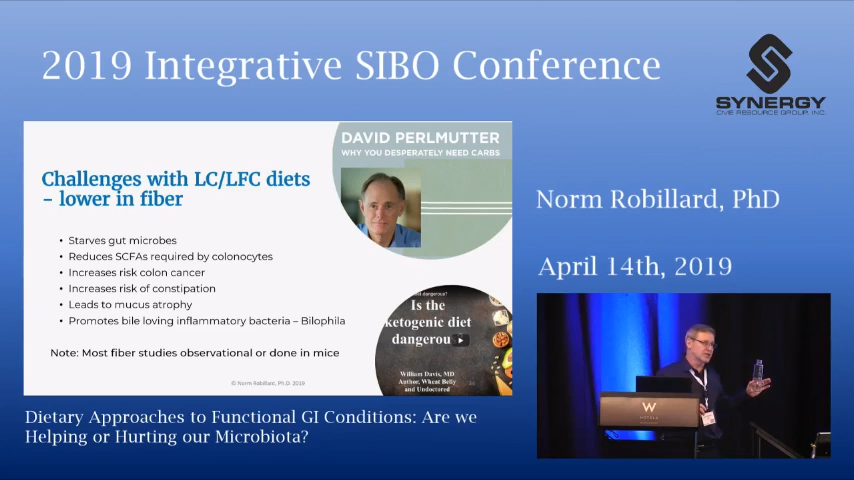 2019 Integrative SIBO Conference
SYNERGY
CME RESOURCE GROUP, INC.
DAVID PERLMUTTER
WHY YOU DESPERATELY NEED CARBS
Challenges with LC/LFC diets
– lower in fiber
• Starves gut microbes
• Reduces SCFAs required by colonocytes
• Increases risk colon cancer
• Increases risk of constipation
• Leads to mucus atrophy
• Promotes bile loving inflammatory bacteria – Bilophila
Note: Most fiber studies observational or done in mice
© Norm Robillard, Ph.D. 2019
dangerous?
Is the
ketogenic diet
dangerou
William Davis, MD
Author, Wheat Belly
and Undoctored
Norm Robillard, PhD
April 14th, 2019
W
HOTELS
Dietary Approaches to Functional GI Conditions: Are we
Helping or Hurting our Microbiota?